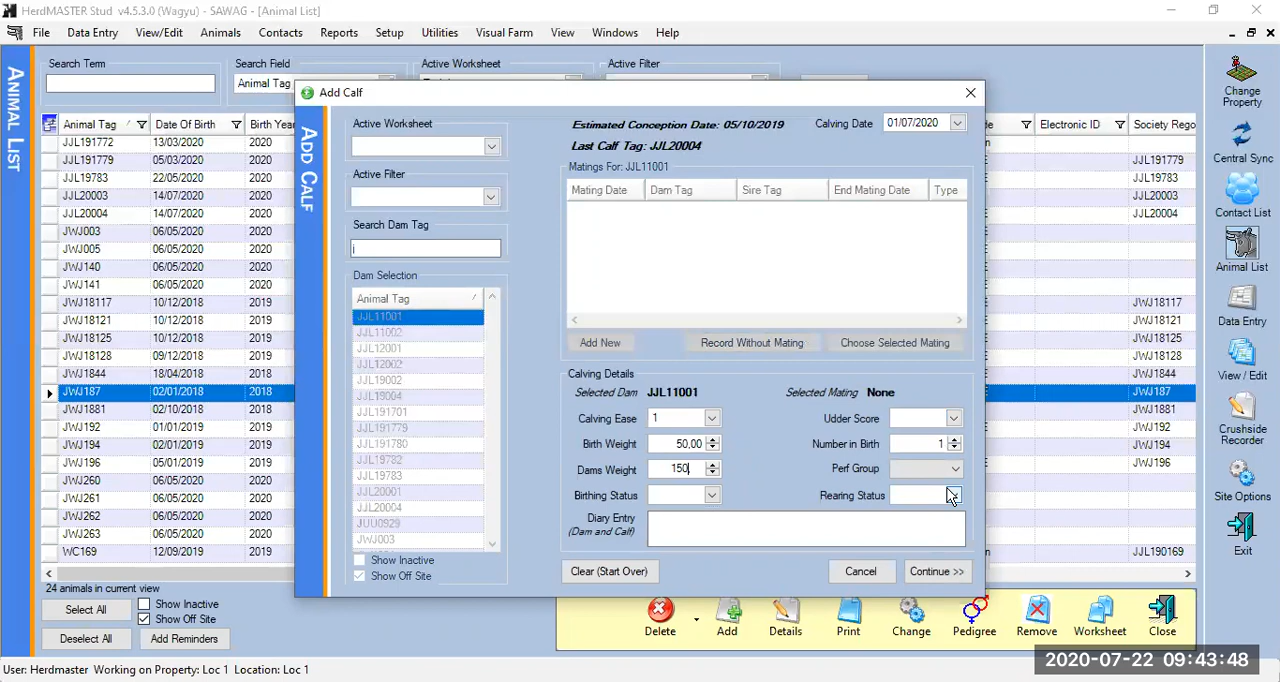 HerdMASTER Stud v4.5.3.0 (Wagyu) - SAWAG - [Animal List]
File Data Entry View/Edit Animals Contacts Reports Setup Utilities Visual Farm View Windows Help
ANIMAL LIST
Search Term Search Field Active Worksheet Active Filter
Animal Tag
Animal Tag Date Of Birth Birth Yea Electronic ID Society Rego
JJL191772 13/03/2020 2020
JJL191779 05/03/2020 2020 JJL191779
JJL19783 22/05/2020 2020 JJL19783
JJL20003 14/07/2020 2020 JJL20003
JJL20004 14/07/2020 2020 JJL20004
JWJ003 06/05/2020 2020
JWJ005 06/05/2020 2020
JWJ140 06/05/2020 2020
JWJ141 06/05/2020 2020
JWJ18117 10/12/2018 2019 JWJ18117
JWJ18121 10/12/2018 2019 JWJ18121
JWJ18125 10/12/2018 2019 JWJ18125
JWJ18128 09/12/2018 2019 JWJ18128
JWJ1844 18/04/2018 2018 JWJ1844
JWJ187 02/01/2018 2018 JWJ187
JWJ1881 02/10/2018 2018 JWJ1881
JWJ192 01/01/2019 2019 JWJ192
JWJ194 02/01/2019 2019 JWJ194
JWJ196 05/01/2019 2019 JWJ196
JWJ260 06/05/2018 2018
JWJ261 06/05/2018 2018
JWJ262 06/05/2018 2018
JWJ263 06/05/2018 2018
WC169 12/09/2019 2019 JJL190169
24 animals in current view
Select All Show Inactive
Show Off Site
Deselect All Add Reminders
Add Calf
ADD CALF
Active Worksheet
Active Filter
Search Dam Tag
j
Dam Selection
Animal Tag
JJL11001
JJL11002
JJL12001
JJL12002
JJL19002
JJL19004
JJL191701
JJL191779
JJL191780
JJL19782
JJL19783
JJL20001
JJL20004
JUU0929
JWJ003
Show Inactive
Show Off Site
Estimated Conception Date: 05/10/2019 Calving Date 01/07/2020
Last Calf Tag: JJL20004
Matings For: JJL11001
Mating Date Dam Tag Sire Tag End Mating Date Type
Add New Record Without Mating Choose Selected Mating
Calving Details
Selected Dam JJL11001 Selected Mating None
Calving Ease 1 Udder Score
Birth Weight 50,00 Number in Birth 1
Dams Weight 150 Perf Group
Birthing Status Rearing Status
Diary Entry
(Dam and Calf)
Clear (Start Over) Cancel Continue >>
Delete Add Details Print Change Pedigree Remove Worksheet Close
Change
Property
Central Sync
Contact List
Animal List
Data Entry
View / Edit
Crushside
Recorder
Site Options
Exit
User: Herdmaster Working on Property: Loc 1 Location: Loc 1
2020-07-22 09:43:48